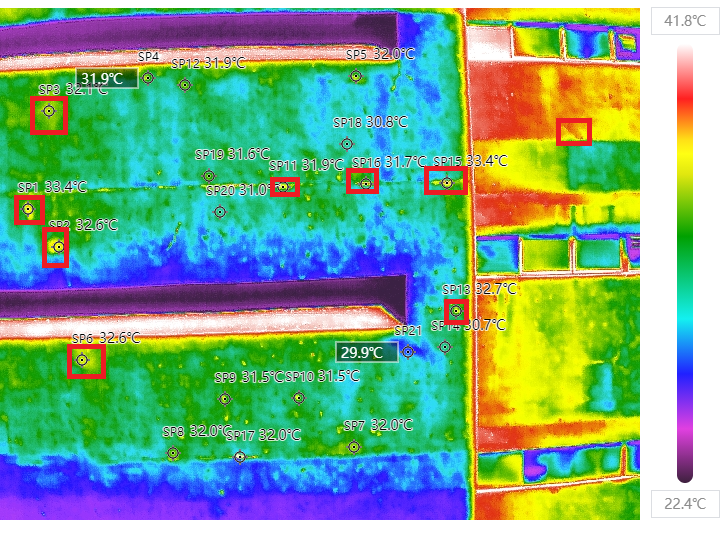 41.8℃
SP4
SP5 32.0℃
SP12 31.9℃
31.9℃
SP3 32.1℃
SP18 30.8℃
SP19 31.6℃
SP11 31.9℃
SP16 31.7℃
SP15 33.4℃
SP1 33.4℃
SP20 31.0℃
SP2 32.6℃
SP13 32.7℃
SP14 30.7℃
SP21
29.9℃
SP6 32.6℃
SP9 31.5℃
SP10 31.5℃
SP7 32.0℃
SP8 32.0℃
SP17 32.0℃
22.4℃